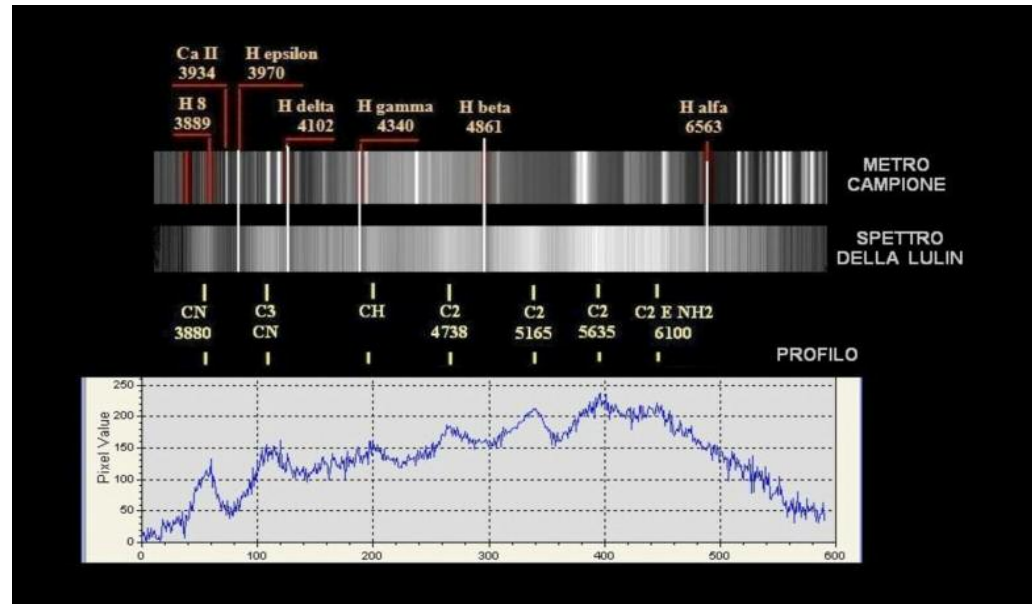 Ca II
3934
H epsilon
3970
H 8
3889
H delta
4102
H gamma
4340
H beta
4861
H alfa
6563
METRO
CAMPIONE
SPETTRO
DELLA LULIN
CN
3880
C3
CN
CH
C2
4738
C2
5165
C2
5635
C2 E NH2
6100
PROFILO
Pixel Value
250
200
150
100
50
0
0 100 200 300 400 500 600